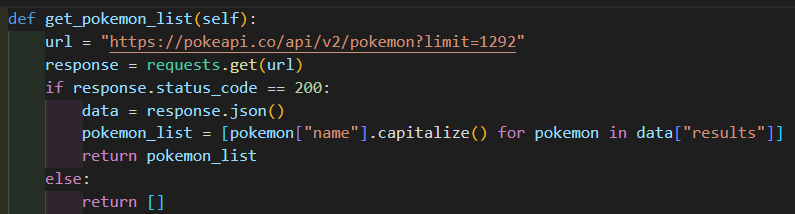 def get_pokemon_list(self):
    url = "https://pokeapi.co/api/v2/pokemon?limit=1292"
    response = requests.get(url)
    if response.status_code == 200:
        data = response.json()
        pokemon_list = [pokemon["name"].capitalize() for pokemon in data["results"]]
        return pokemon_list
    else:
        return []